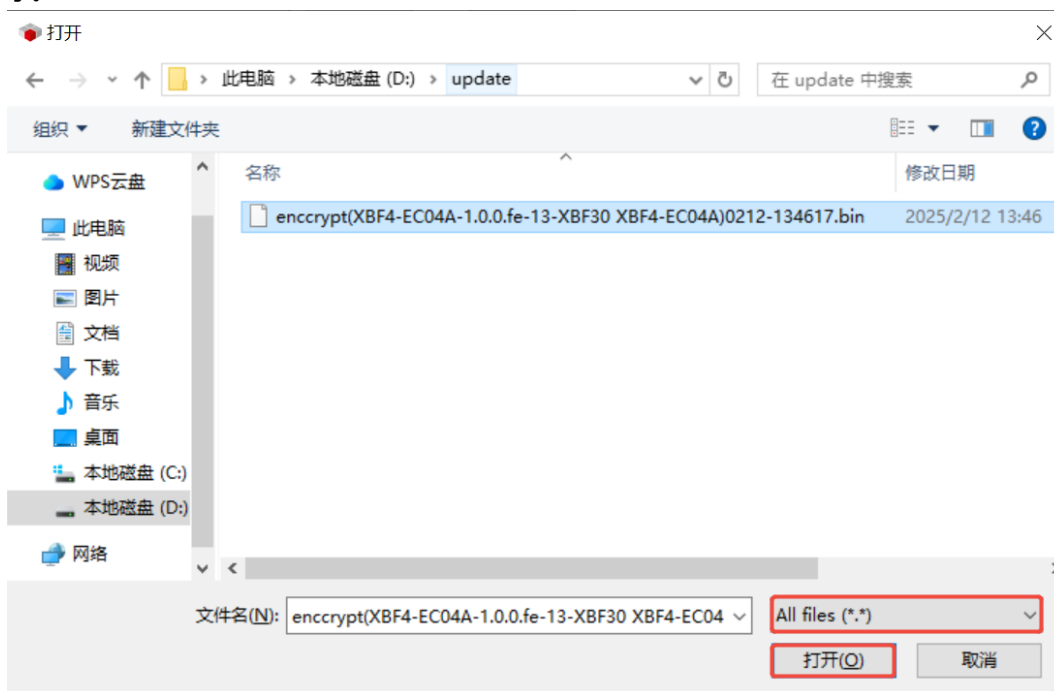 打开
此电脑 › 本地磁盘 (D:) › update
在 update 中搜索
组织
新建文件夹
名称
修改日期
enccrypt(XBF4-EC04A-1.0.0.fe-13-XBF30 XBF4-EC04A)0212-134617.bin
2025/2/12 13:46
WPS云盘
此电脑
视频
图片
文档
下载
音乐
桌面
本地磁盘 (C:)
本地磁盘 (D:)
网络
文件名(N):
enccrypt(XBF4-EC04A-1.0.0.fe-13-XBF30 XBF4-EC04
All files (*.*)
打开(O)
取消